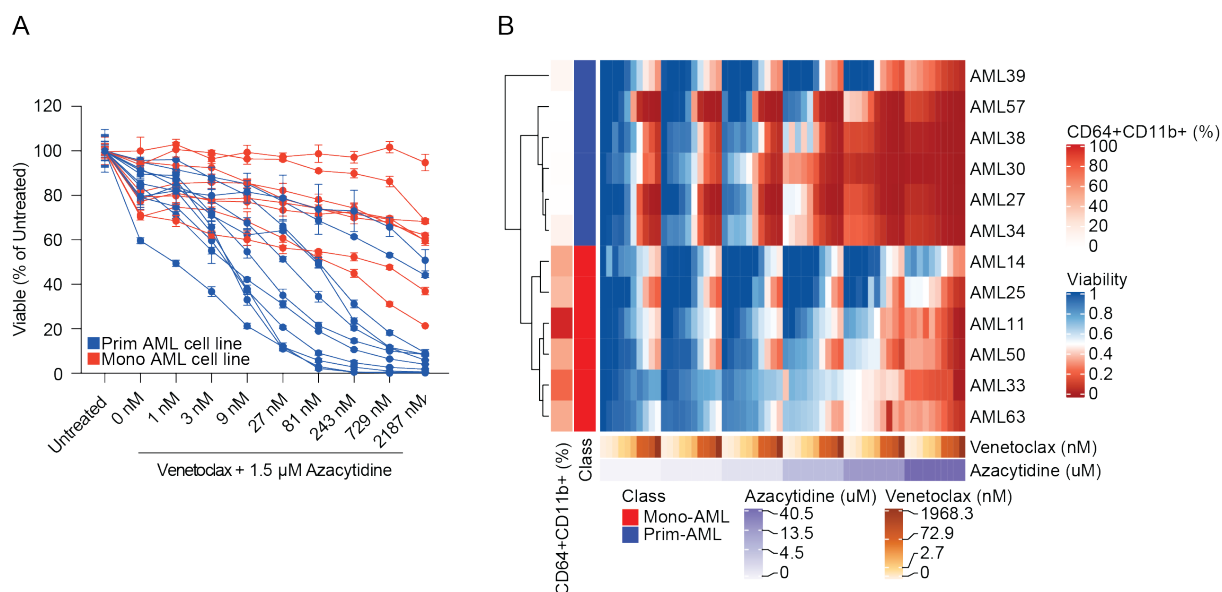 A
B
120
100
80
60
40
20
0
Viable (% of Untreated)
Prim AML cell line
Mono AML cell line
Untreated
0 nM
1 nM
3 nM
9 nM
27 nM
81 nM
243 nM
729 nM
2187 nM
Venetoclax + 1.5 µM Azacytidine
AML39
AML57
AML38
AML30
AML27
AML34
AML14
AML25
AML11
AML50
AML33
AML63
Venetoclax (nM)
Azacytidine (uM)
CD64+CD11b+ (%)
Class
CD64+CD11b+ (%)
100
80
60
40
20
0
Viability
1
0.8
0.6
0.4
0.2
0
Class
Mono-AML
Prim-AML
Azacytidine (uM)
40.5
13.5
4.5
0
Venetoclax (nM)
1968.3
72.9
2.7
0